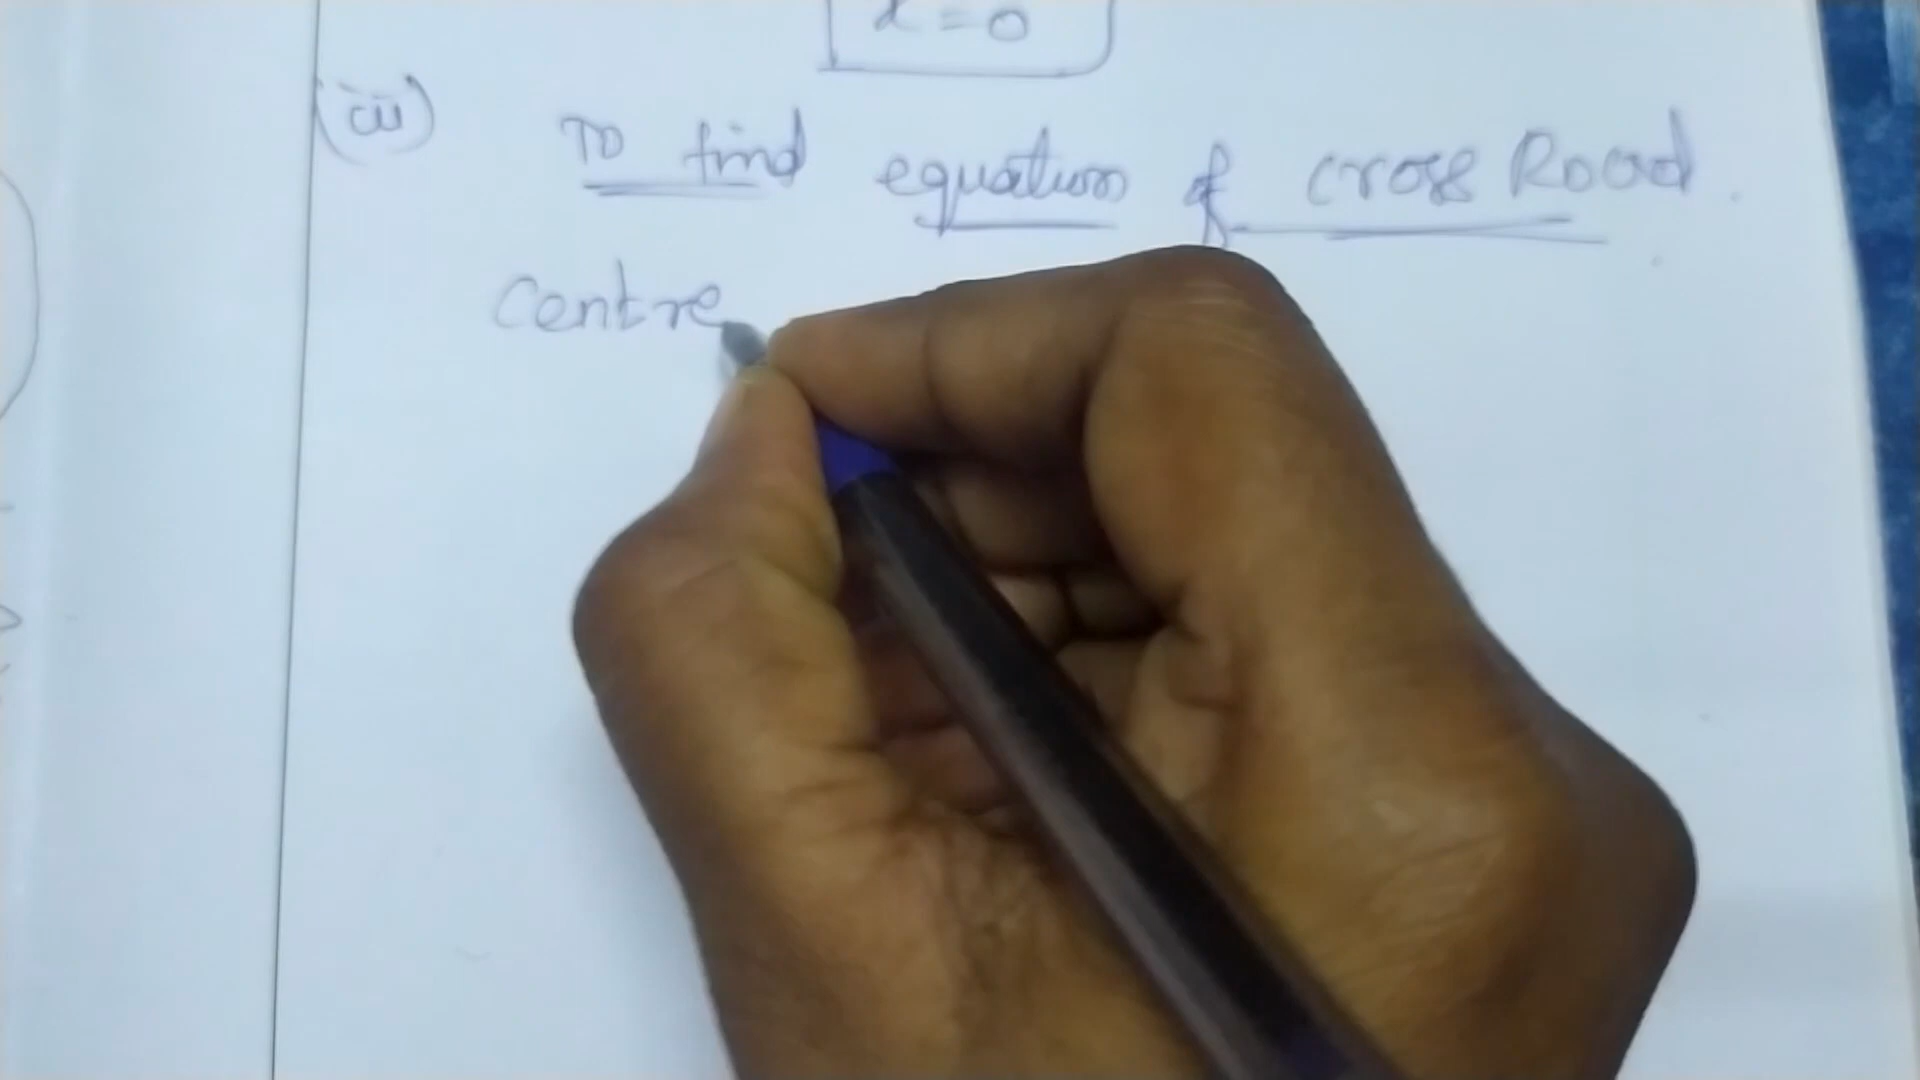 x = 0
(iii) To find equation of cross Road
Centre